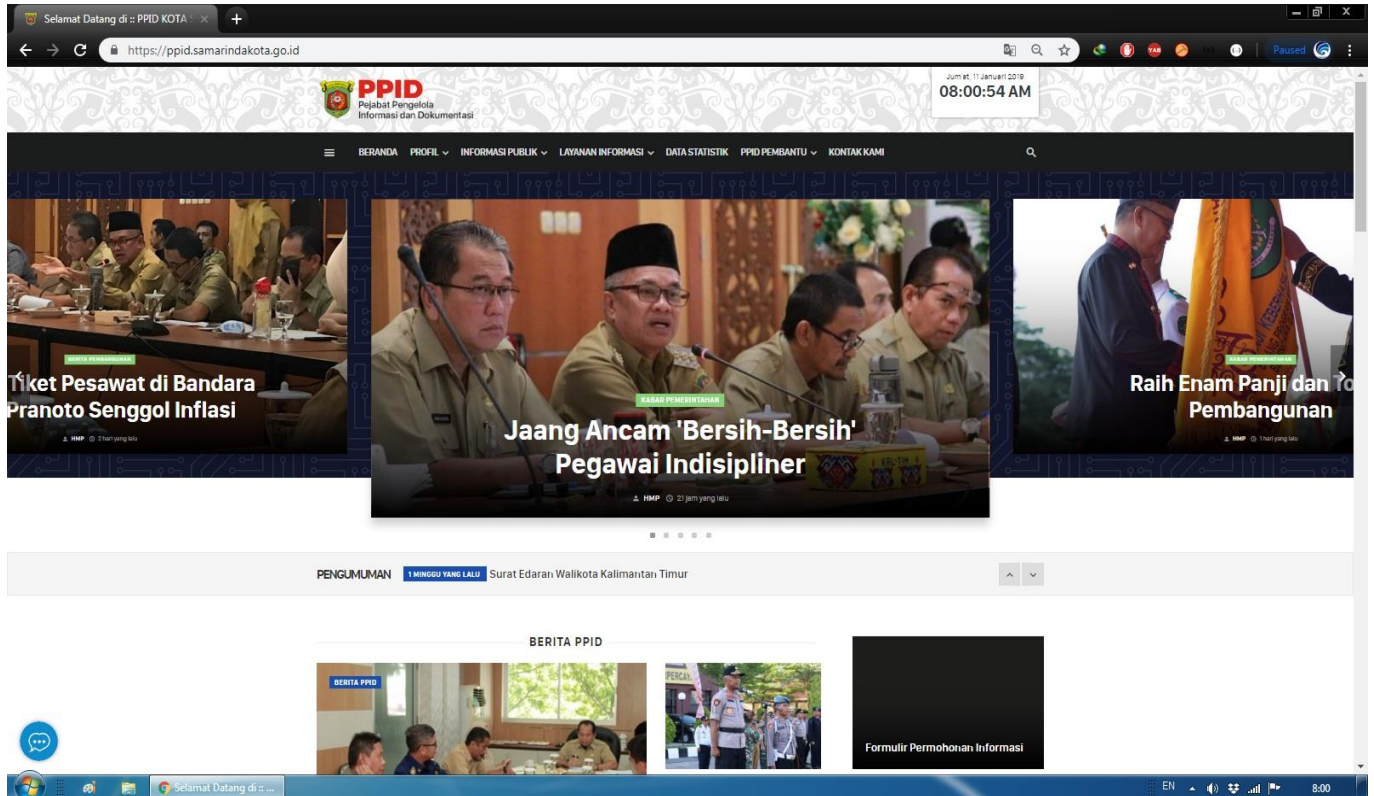 Selamat Datang di :: PPID KOTA S
https://ppid.samarindakota.go.id
Paused
PPID
Pejabat Pengelola
Informasi dan Dokumentasi
Jum'at, 11 Januari 2019
08:00:54 AM
BERANDA PROFIL INFORMASI PUBLIK LAYANAN INFORMASI DATA STATISTIK PPID PEMBANTU KONTAK KAMI
BERITA PEMBANGUNAN
Tiket Pesawat di Bandara
Pranoto Senggol Inflasi
HMP 2 hari yang lalu
KABAR PEMERINTAHAN
Jaang Ancam 'Bersih-Bersih'
Pegawai Indisipliner
HMP 21 jam yang lalu
KABAR PEMERINTAHAN
Raih Enam Panji dan To
Pembangunan
HMP 1 hari yang lalu
PENGUMUMAN 1 MINGGU YANG LALU Surat Edaran Walikota Kalimantan Timur
BERITA PPID
BERITA PPID
Formulir Permohonan Informasi
Selamat Datang di :: ...
EN
8:00